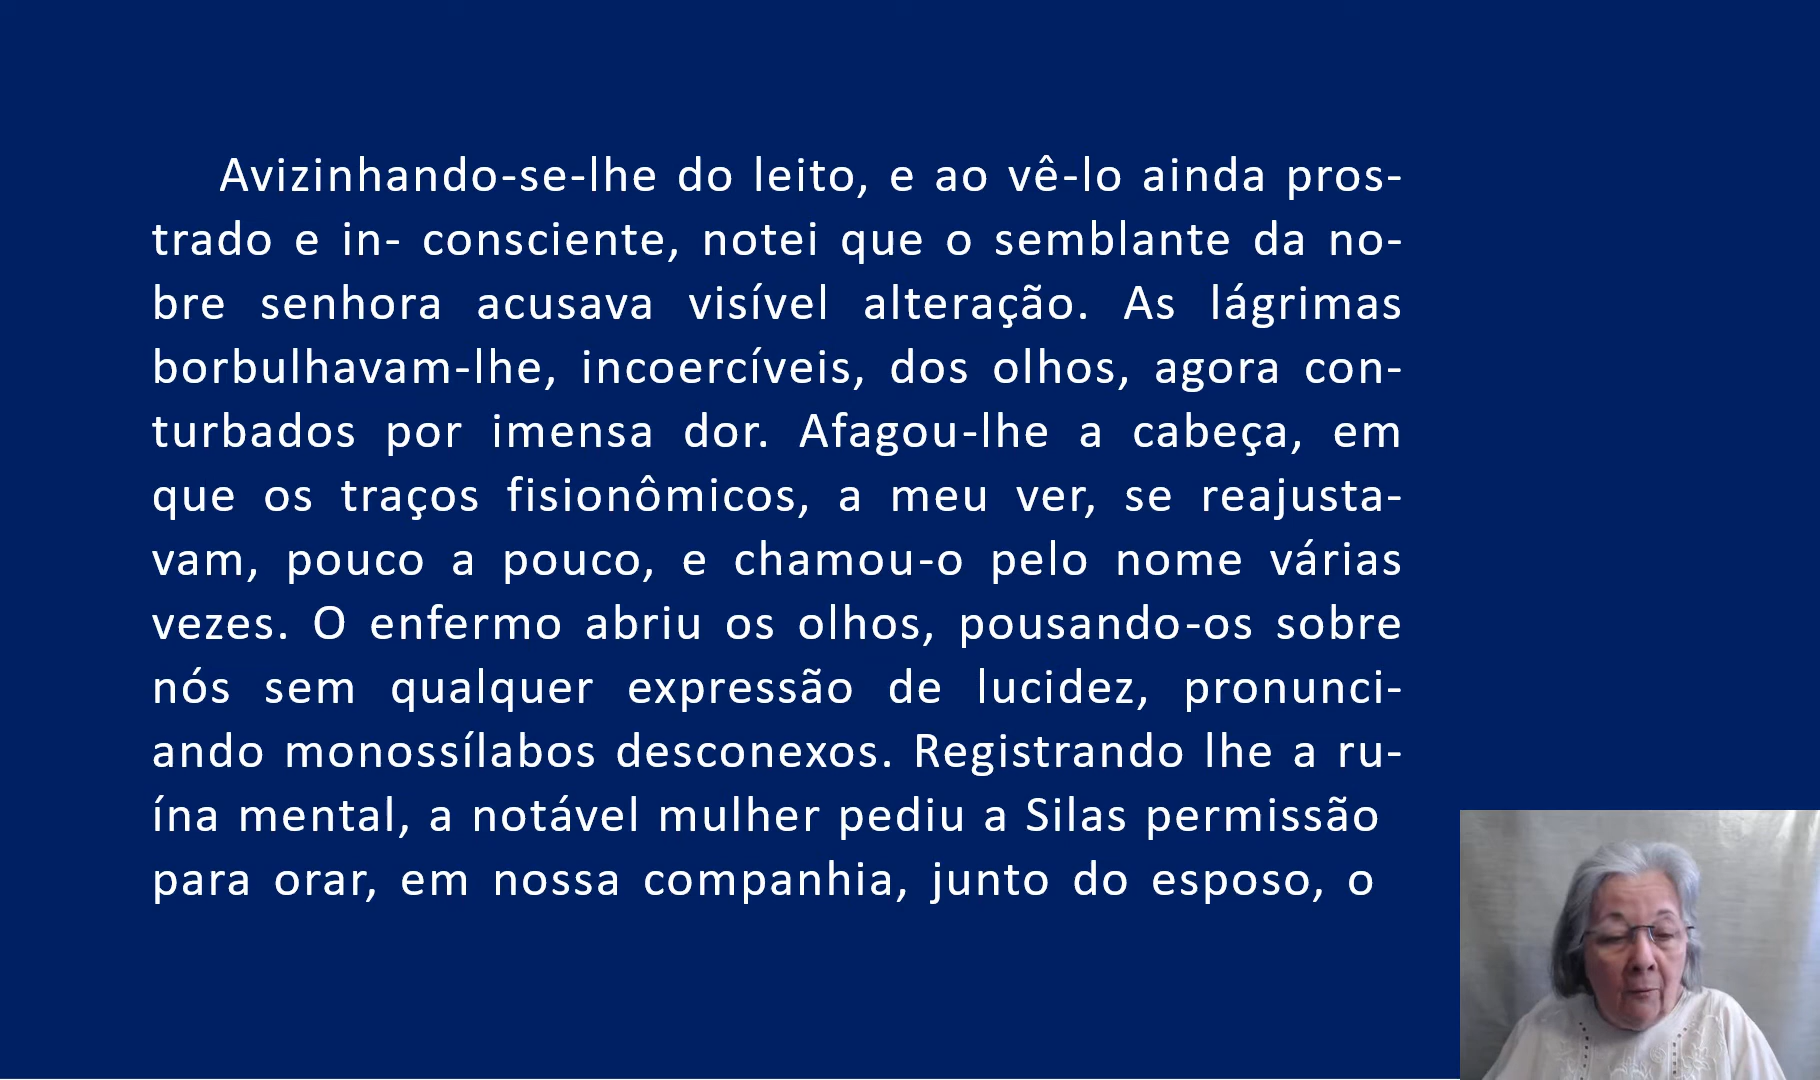 Avizinhando-se-lhe do leito, e ao vê-lo ainda pros-
trado e in- consciente, notei que o semblante da no-
bre senhora acusava visível alteração. As lágrimas
borbulhavam-lhe, incoercíveis, dos olhos, agora con-
turbados por imensa dor. Afagou-lhe a cabeça, em
que os traços fisionômicos, a meu ver, se reajusta-
vam, pouco a pouco, e chamou-o pelo nome várias
vezes. O enfermo abriu os olhos, pousando-os sobre
nós sem qualquer expressão de lucidez, pronunci-
ando monossílabos desconexos. Registrando lhe a ru-
ína mental, a notável mulher pediu a Silas permissão
para orar, em nossa companhia, junto do esposo, o